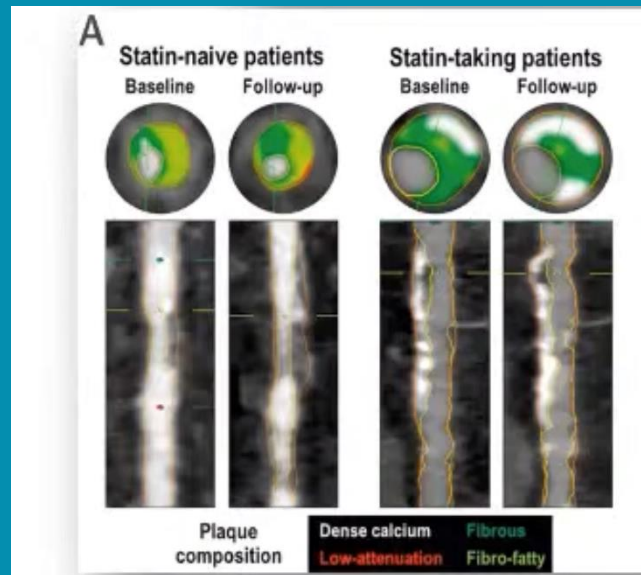 A
Statin-naive patients
Statin-taking patients
Baseline
Follow-up
Baseline
Follow-up
Plaque
composition
Dense calcium
Fibrous
Low-attenuation
Fibro-fatty